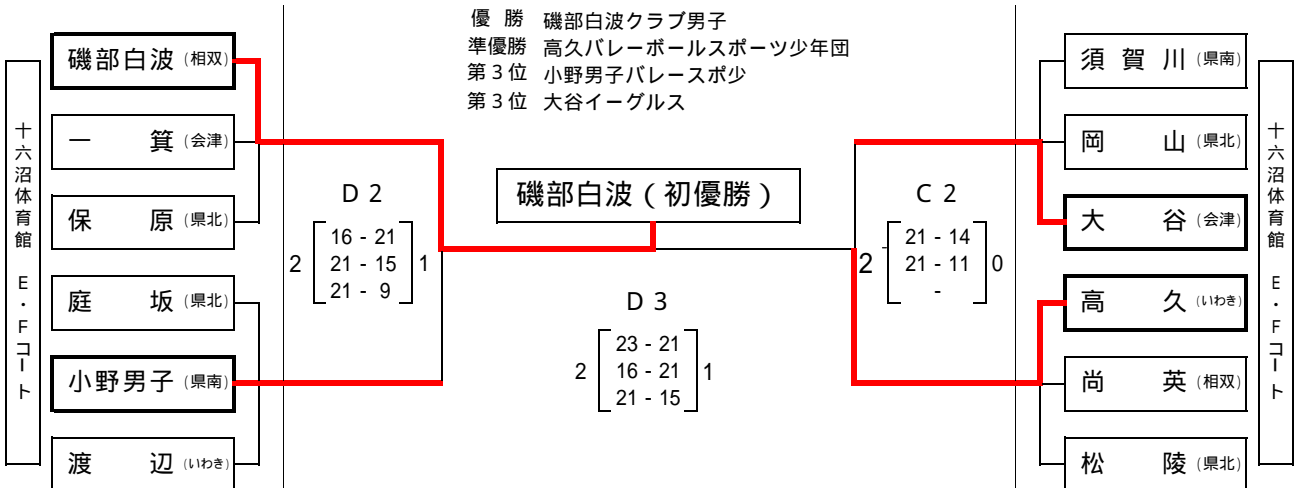 優 勝 磯部白波クラブ男子
準優勝 高久バレーボールスポーツ少年団
第3位 小野男子バレースポ少
第3位 大谷イーグルス
十六沼体育館 E・Fコート
磯部白波 (相双)
一 箕 (会津)
保 原 (県北)
庭 坂 (県北)
小野男子 (県南)
渡 辺 (いわき)
D 2
2
16 - 21
21 - 15
21 - 9
1
磯部白波(初優勝)
D 3
2
23 - 21
16 - 21
21 - 15
1
C 2
2
21 - 14
21 - 11
-
0
須 賀 川 (県南)
岡 山 (県北)
大 谷 (会津)
高 久 (いわき)
尚 英 (相双)
松 陵 (県北)
十六沼体育館 E・Fコート